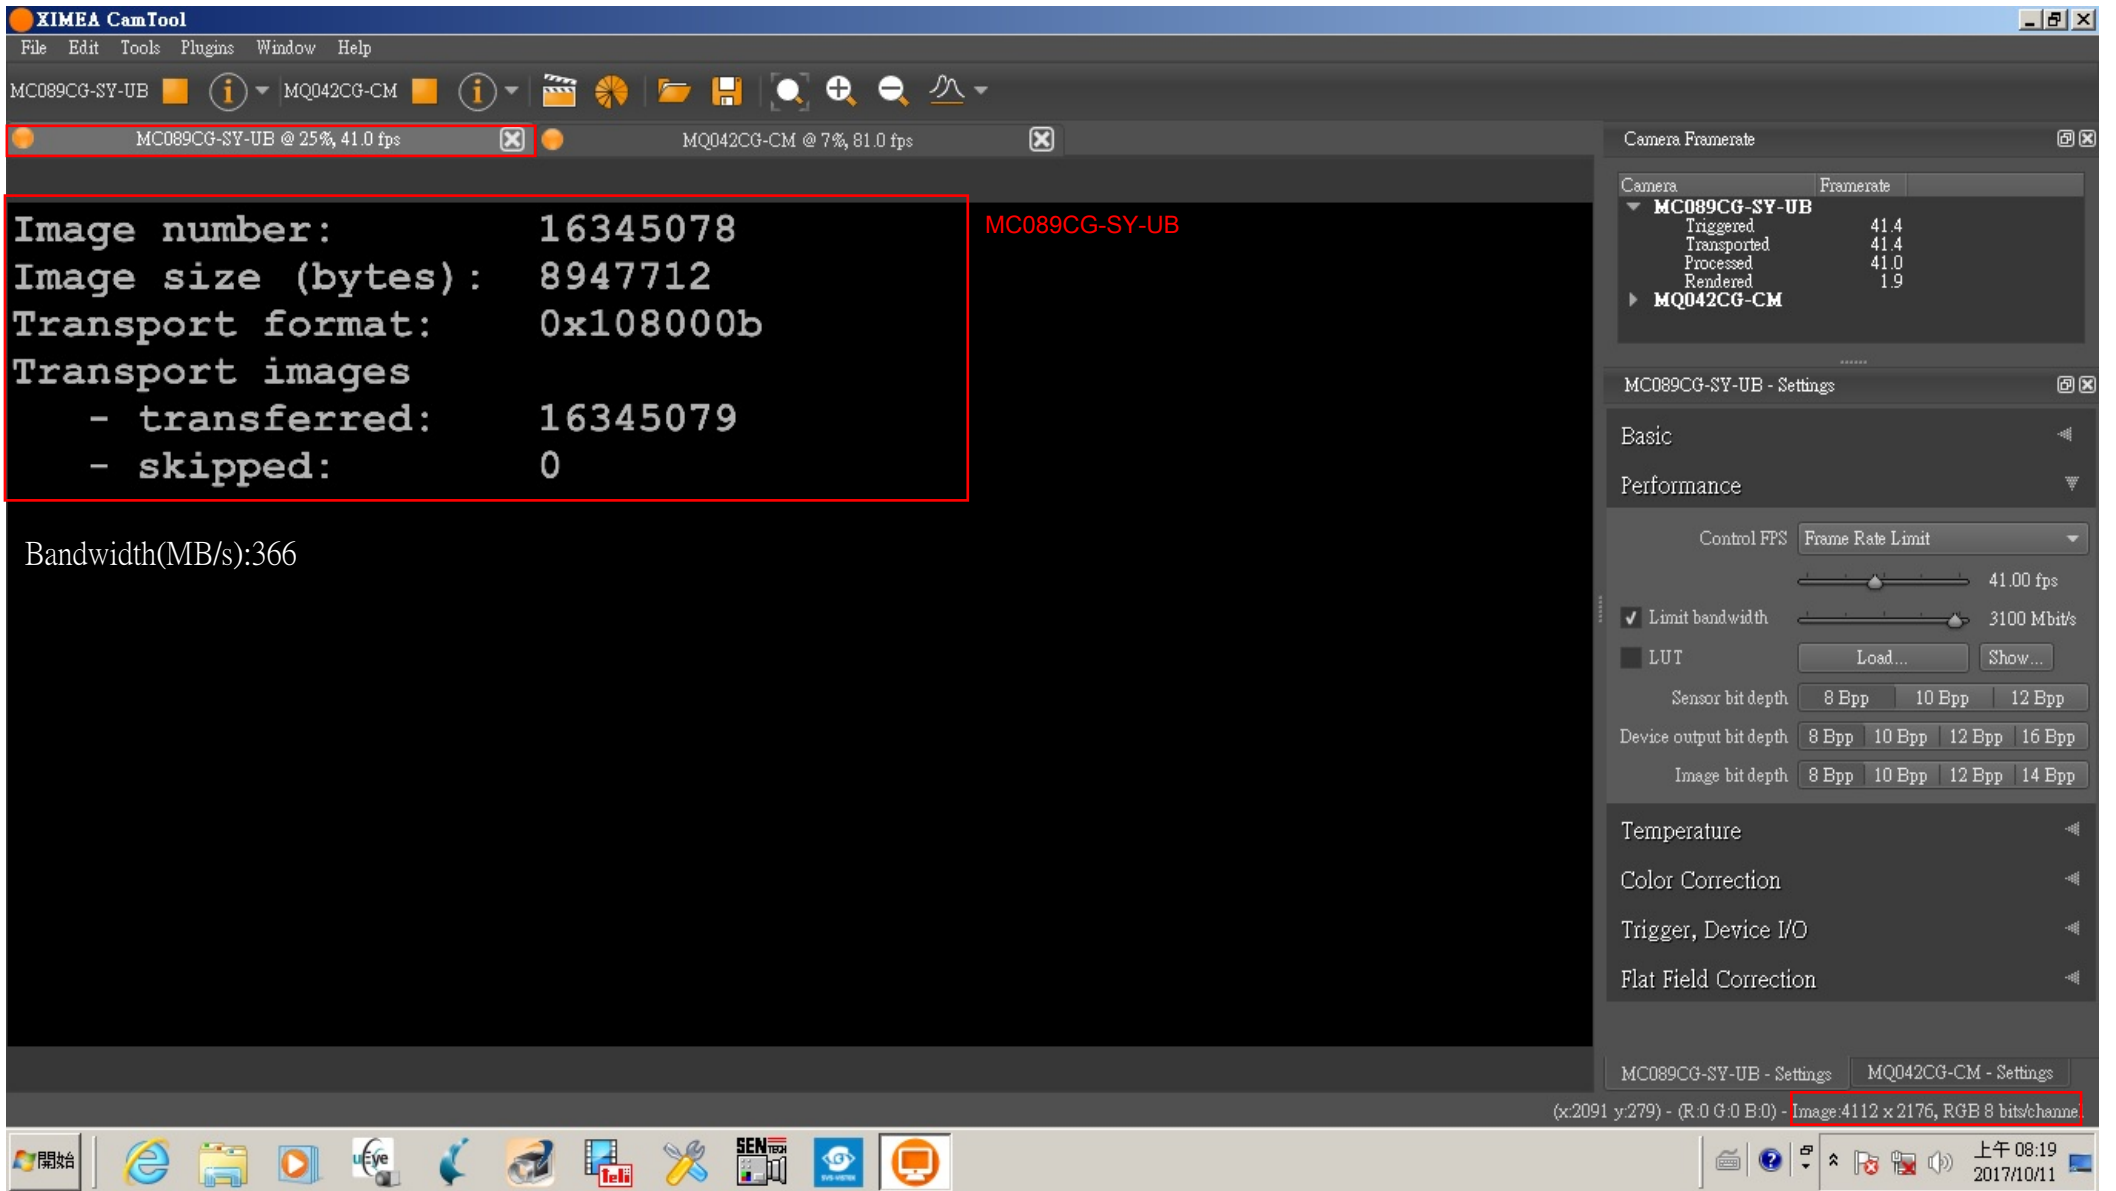 XIMEA CamTool
File Edit Tools Plugins Window Help
MC089CG-SY-UB MQ042CG-CM
MC089CG-SY-UB @ 25%, 41.0 fps
MQ042CG-CM @ 7%, 81.0 fps
Image number: 16345078
Image size (bytes): 8947712
Transport format: 0x108000b
Transport images
- transferred: 16345079
- skipped: 0
MC089CG-SY-UB
Bandwidth(MB/s):366
Camera Framerate
Camera Framerate
MC089CG-SY-UB
Triggered 41.4
Transported 41.4
Processed 41.0
Rendered 1.9
MQ042CG-CM
MC089CG-SY-UB - Settings
Basic
Performance
Control FPS Frame Rate Limit
41.00 fps
Limit bandwidth 3100 Mbit/s
LUT Load... Show...
Sensor bit depth 8 Bpp 10 Bpp 12 Bpp
Device output bit depth 8 Bpp 10 Bpp 12 Bpp 16 Bpp
Image bit depth 8 Bpp 10 Bpp 12 Bpp 14 Bpp
Temperature
Color Correction
Trigger, Device I/O
Flat Field Correction
MC089CG-SY-UB - Settings MQ042CG-CM - Settings
(x:2091 y:279) - (R:0 G:0 B:0) - Image:4112 x 2176, RGB 8 bits/channel
開始
uEye
Teli
SENTECH
SVS-VISTEK
上午 08:19
2017/10/11